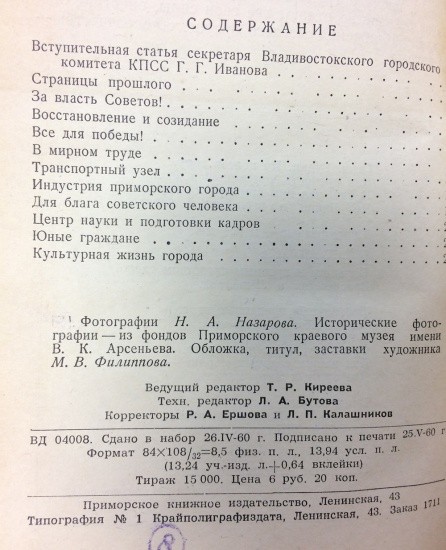 СОДЕРЖАНИЕ
Вступительная статья секретаря Владивостокского городского
комитета КПСС Г. Г. Иванова . . . . . . .
Страницы прошлого . . . . . . . . . .
За власть Советов! . . . . . . . . . .
Восстановление и созидание . . . . . . .
Все для победы! . . . . . . . . . .
В мирном труде . . . . . . . . . .
Транспортный узел . . . . . . . . . .
Индустрия приморского города . . . . . . .
Для блага советского человека . . . . . . .
Центр науки и подготовки кадров . . . . . . 2
Юные граждане . . . . . . . . . . 2
Культурная жизнь города . . . . . . . . 2
Фотографии Н. А. Назарова. Исторические фото-
графии — из фондов Приморского краевого музея имени
В. К. Арсеньева. Обложка, титул, заставки художника
М. В. Филиппова.
Ведущий редактор Т. Р. Киреева
Техн. редактор Л. А. Бутова
Корректоры Р. А. Ершова и Л. П. Калашников
ВД 04008. Сдано в набор 26.IV-60 г. Подписано к печати 25.V-60 г
Формат 84×108/32=8,5 физ. п. л., 13,94 усл. п. л.
(13,24 уч.-изд. л.+0,64 вклейки)
Тираж 15 000. Цена 6 руб. 20 коп.
Приморское книжное издательство, Ленинская, 43
Типография № 1 Крайполиграфиздата, Ленинская, 43. Заказ 1711